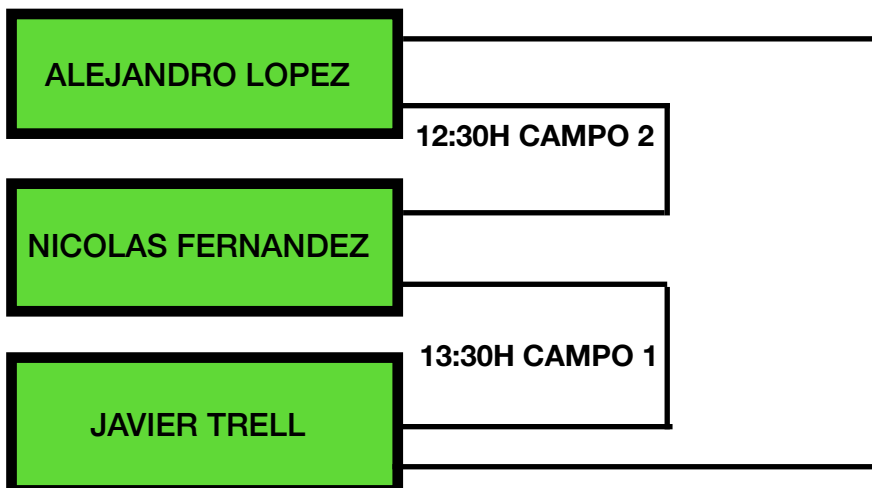 ALEJANDRO LOPEZ
12:30H CAMPO 2
NICOLAS FERNANDEZ
13:30H CAMPO 1
JAVIER TRELL